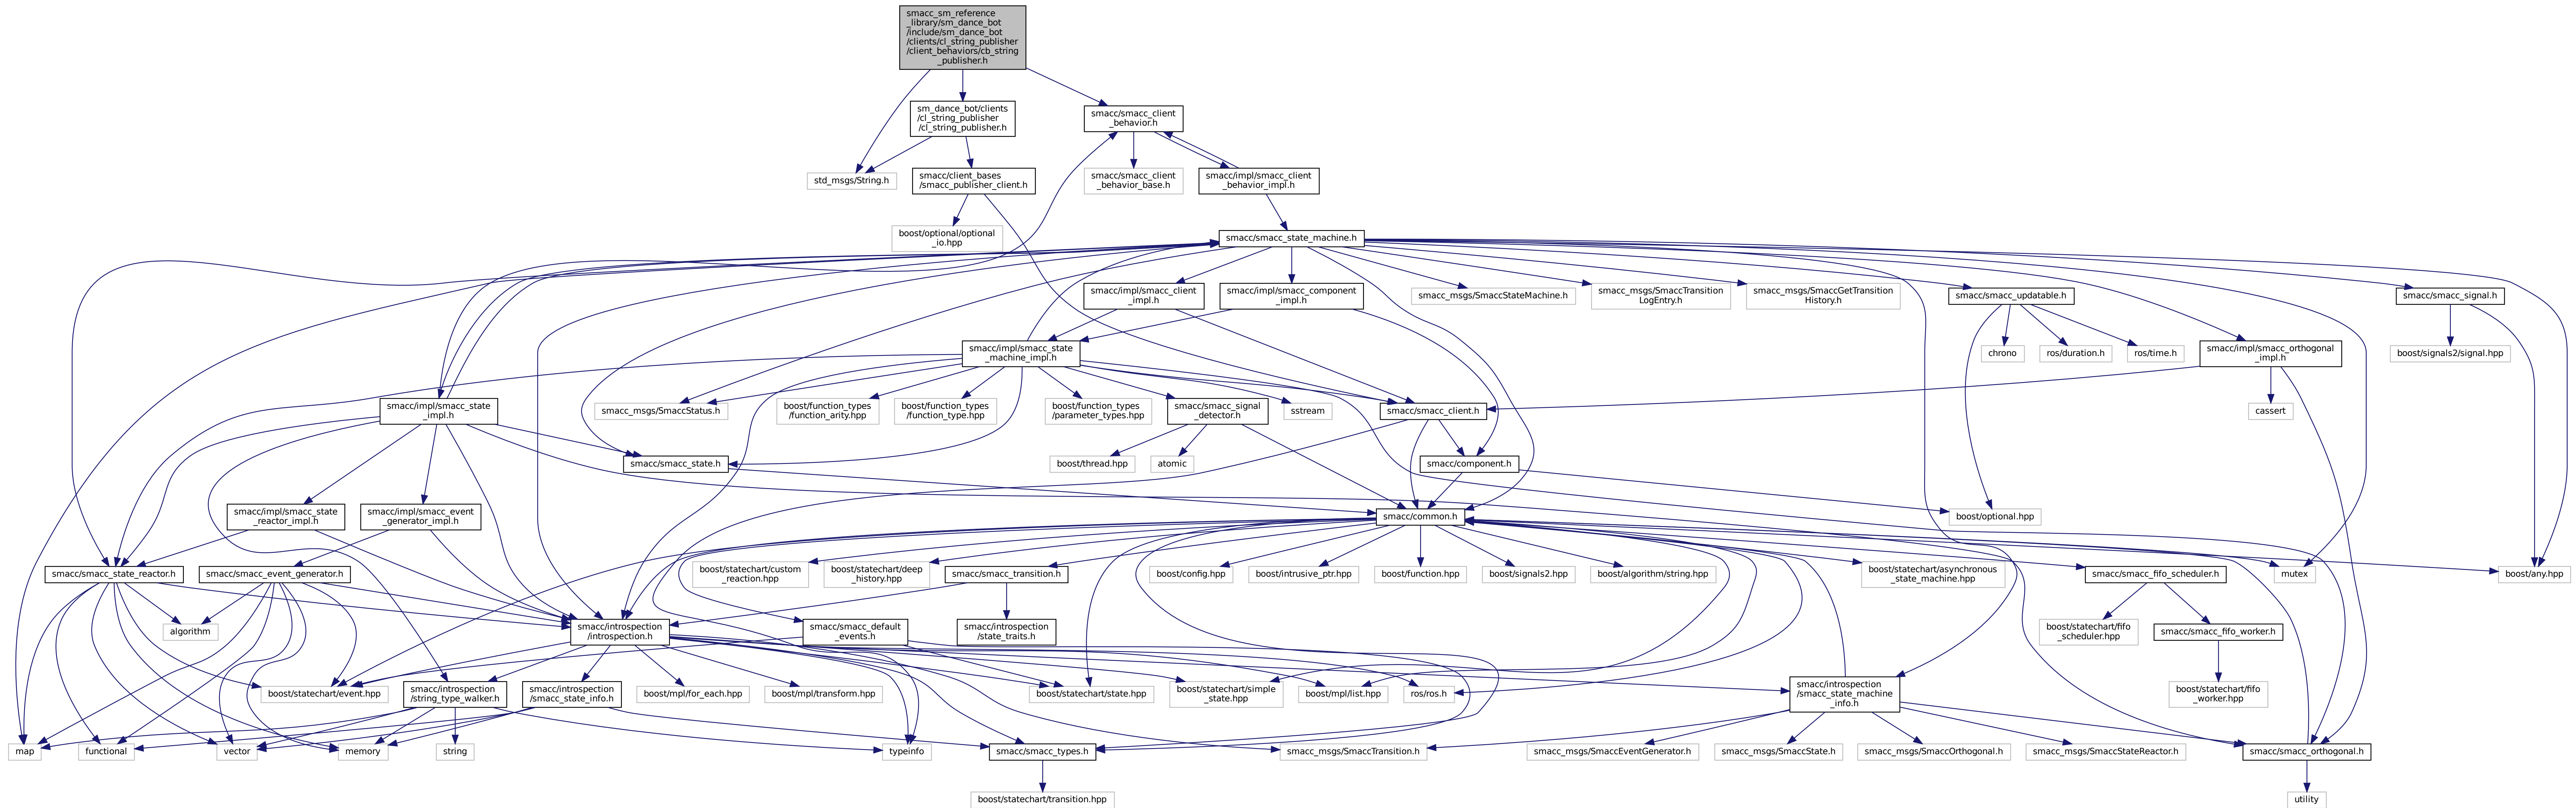 smacc_sm_reference
_library/sm_dance_bot
/include/sm_dance_bot
/clients/cl_string_publisher
/client_behaviors/cb_string
_publisher.h
sm_dance_bot/clients
/cl_string_publisher
/cl_string_publisher.h
smacc/smacc_client
_behavior.h
std_msgs/String.h
smacc/client_bases
/smacc_publisher_client.h
smacc/smacc_client
_behavior_base.h
smacc/impl/smacc_client
_behavior_impl.h
boost/optional/optional
_io.hpp
smacc/smacc_state_machine.h
smacc/impl/smacc_client
_impl.h
smacc/impl/smacc_component
_impl.h
smacc_msgs/SmaccStateMachine.h
smacc_msgs/SmaccTransition
LogEntry.h
smacc_msgs/SmaccGetTransition
History.h
smacc/smacc_updatable.h
smacc/smacc_signal.h
smacc/impl/smacc_state
_machine_impl.h
chrono
ros/duration.h
ros/time.h
smacc/impl/smacc_orthogonal
_impl.h
boost/signals2/signal.hpp
smacc/impl/smacc_state
_impl.h
smacc_msgs/SmaccStatus.h
boost/function_types
/function_arity.hpp
boost/function_types
/function_type.hpp
boost/function_types
/parameter_types.hpp
smacc/smacc_signal
_detector.h
sstream
smacc/smacc_client.h
cassert
smacc/smacc_state.h
boost/thread.hpp
atomic
smacc/component.h
smacc/impl/smacc_state
_reactor_impl.h
smacc/impl/smacc_event
_generator_impl.h
smacc/common.h
boost/optional.hpp
smacc/smacc_state_reactor.h
smacc/smacc_event_generator.h
boost/statechart/custom
_reaction.hpp
boost/statechart/deep
_history.hpp
smacc/smacc_transition.h
boost/config.hpp
boost/intrusive_ptr.hpp
boost/function.hpp
boost/signals2.hpp
boost/algorithm/string.hpp
boost/statechart/asynchronous
_state_machine.hpp
smacc/smacc_fifo_scheduler.h
mutex
boost/any.hpp
algorithm
smacc/introspection
/introspection.h
smacc/smacc_default
_events.h
smacc/introspection
/state_traits.h
boost/statechart/fifo
_scheduler.hpp
smacc/smacc_fifo_worker.h
boost/statechart/event.hpp
smacc/introspection
/string_type_walker.h
smacc/introspection
/smacc_state_info.h
boost/mpl/for_each.hpp
boost/mpl/transform.hpp
boost/statechart/state.hpp
boost/statechart/simple
_state.hpp
boost/mpl/list.hpp
ros/ros.h
smacc/introspection
/smacc_state_machine
_info.h
boost/statechart/fifo
_worker.hpp
map
functional
vector
memory
string
typeinfo
smacc/smacc_types.h
smacc_msgs/SmaccTransition.h
smacc_msgs/SmaccEventGenerator.h
smacc_msgs/SmaccState.h
smacc_msgs/SmaccOrthogonal.h
smacc_msgs/SmaccStateReactor.h
smacc/smacc_orthogonal.h
boost/statechart/transition.hpp
utility